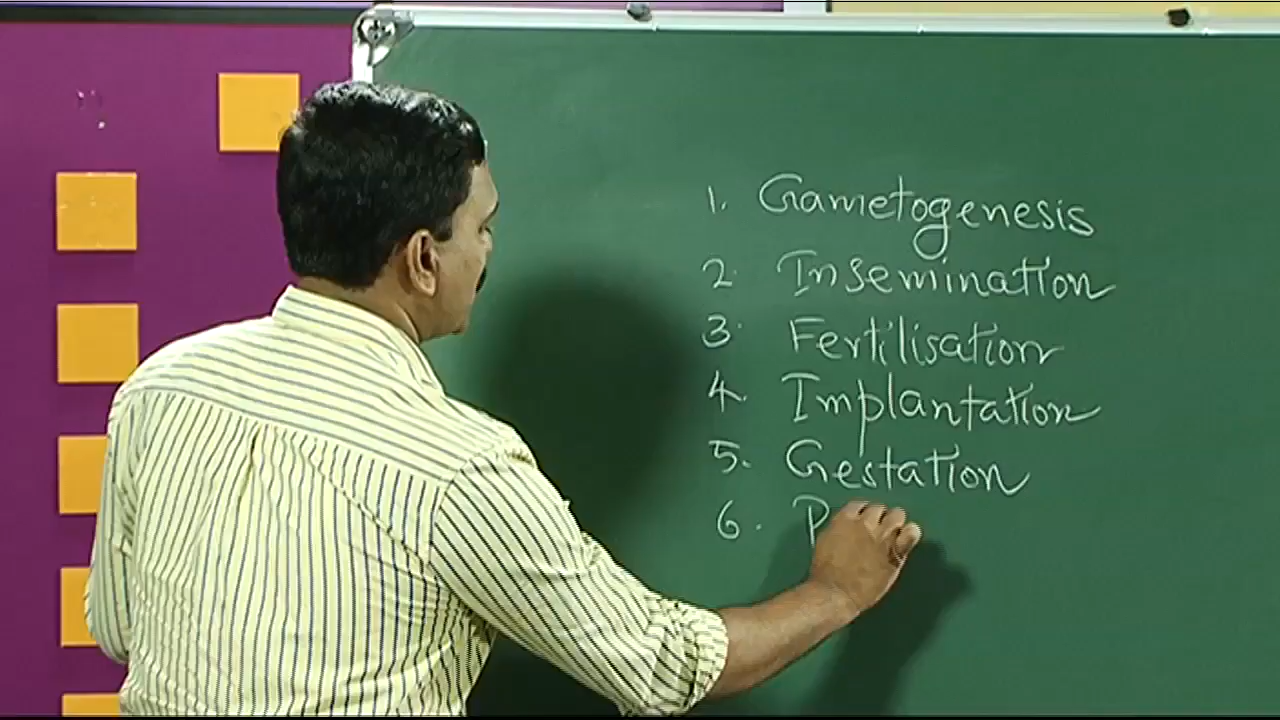 1. Gametogenesis
2. Insemination
3. Fertilisation
4. Implantation
5. Gestation
6. P